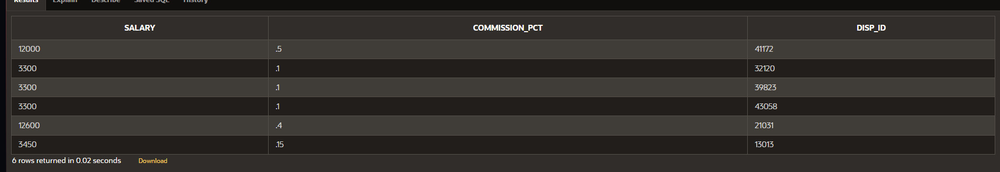 Results Explain Describe Saved SQL History
SALARY COMMISSION_PCT DISP_ID
12000 .5 41172
3300 .1 32120
3300 .1 39823
3300 .1 43058
12600 .4 21031
3450 .15 13013
6 rows returned in 0.02 seconds Download